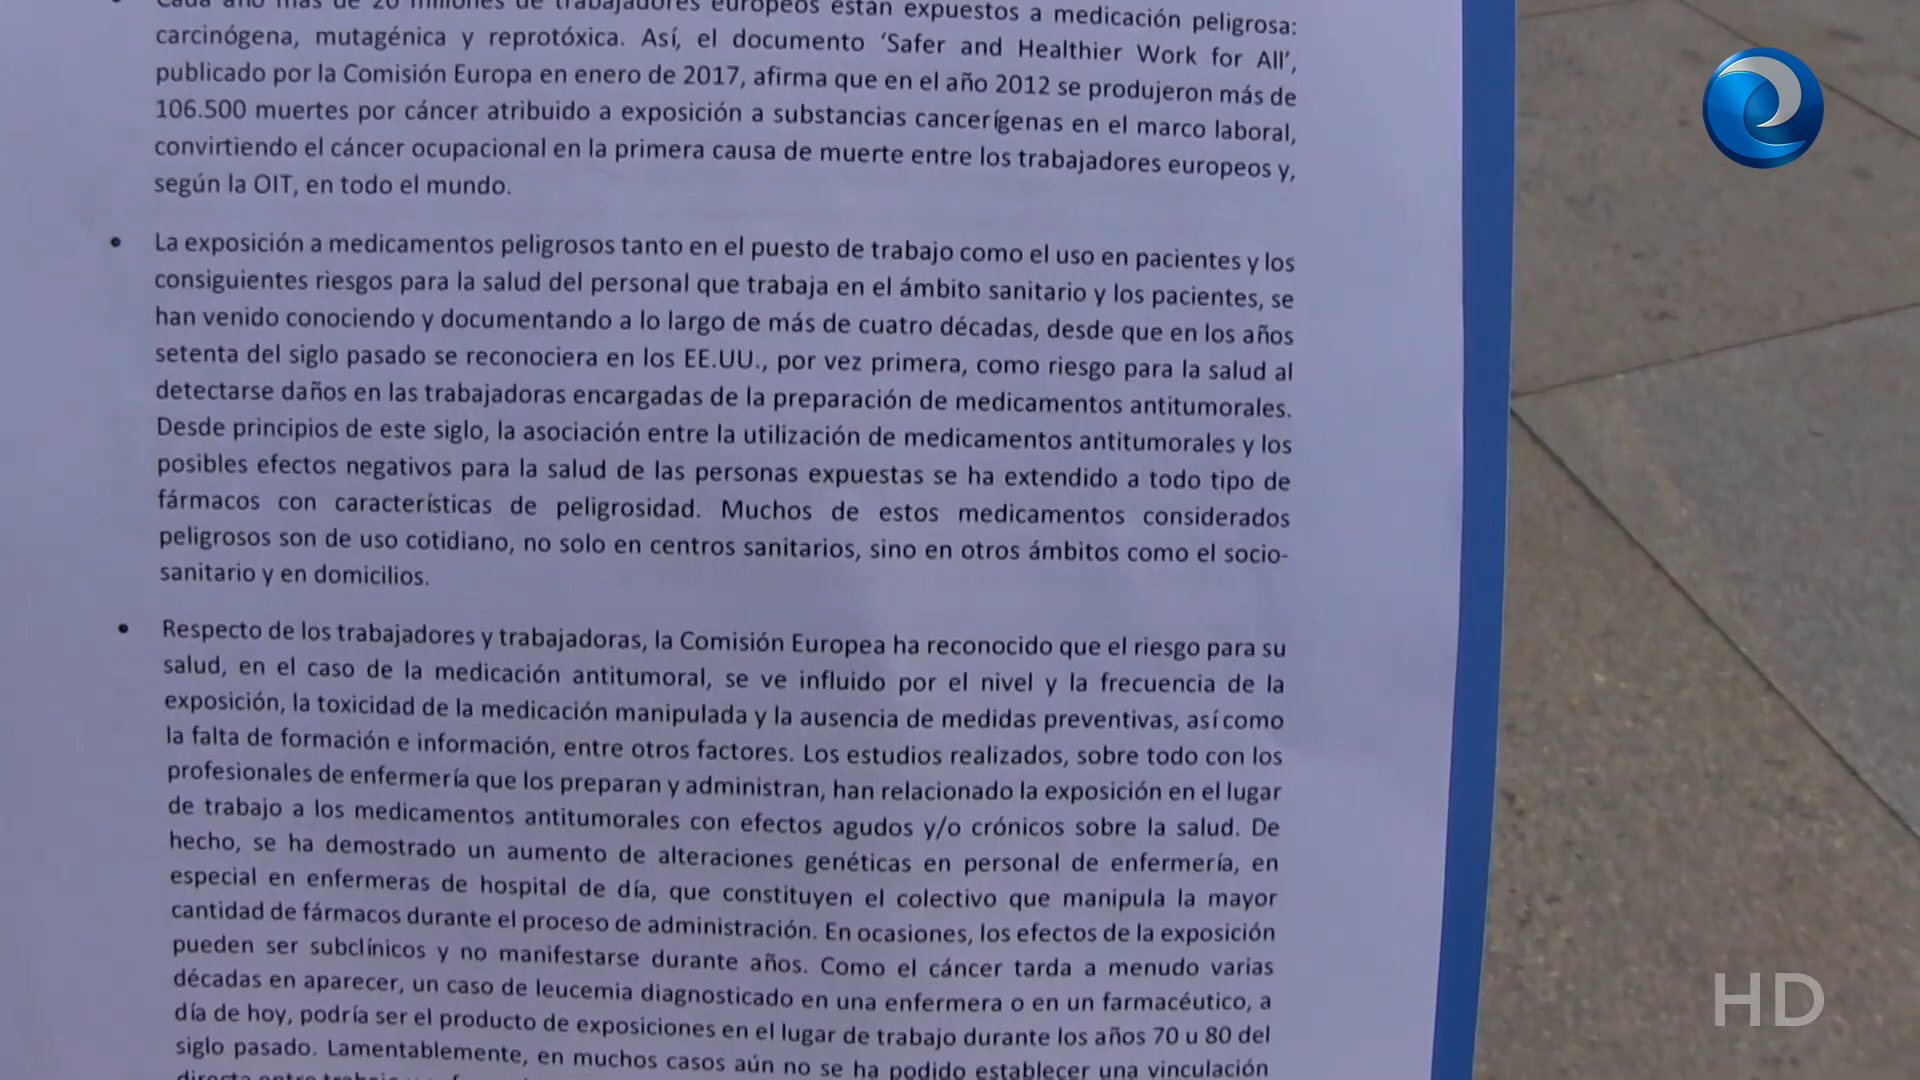 Cada año más de 20 millones de trabajadores europeos están expuestos a medicación peligrosa:
carcinógena, mutagénica y reprotóxica. Así, el documento ‘Safer and Healthier Work for All’,
publicado por la Comisión Europa en enero de 2017, afirma que en el año 2012 se produjeron más de
106.500 muertes por cáncer atribuido a exposición a substancias cancerígenas en el marco laboral,
convirtiendo el cáncer ocupacional en la primera causa de muerte entre los trabajadores europeos y,
según la OIT, en todo el mundo.
• La exposición a medicamentos peligrosos tanto en el puesto de trabajo como el uso en pacientes y los
consiguientes riesgos para la salud del personal que trabaja en el ámbito sanitario y los pacientes, se
han venido conociendo y documentando a lo largo de más de cuatro décadas, desde que en los años
setenta del siglo pasado se reconociera en los EE.UU., por vez primera, como riesgo para la salud al
detectarse daños en las trabajadoras encargadas de la preparación de medicamentos antitumorales.
Desde principios de este siglo, la asociación entre la utilización de medicamentos antitumorales y los
posibles efectos negativos para la salud de las personas expuestas se ha extendido a todo tipo de
fármacos con características de peligrosidad. Muchos de estos medicamentos considerados
peligrosos son de uso cotidiano, no solo en centros sanitarios, sino en otros ámbitos como el socio-
sanitario y en domicilios.
• Respecto de los trabajadores y trabajadoras, la Comisión Europea ha reconocido que el riesgo para su
salud, en el caso de la medicación antitumoral, se ve influido por el nivel y la frecuencia de la
exposición, la toxicidad de la medicación manipulada y la ausencia de medidas preventivas, así como
la falta de formación e información, entre otros factores. Los estudios realizados, sobre todo con los
profesionales de enfermería que los preparan y administran, han relacionado la exposición en el lugar
de trabajo a los medicamentos antitumorales con efectos agudos y/o crónicos sobre la salud. De
hecho, se ha demostrado un aumento de alteraciones genéticas en personal de enfermería, en
especial en enfermeras de hospital de día, que constituyen el colectivo que manipula la mayor
cantidad de fármacos durante el proceso de administración. En ocasiones, los efectos de la exposición
pueden ser subclínicos y no manifestarse durante años. Como el cáncer tarda a menudo varias
décadas en aparecer, un caso de leucemia diagnosticado en una enfermera o en un farmacéutico, a
día de hoy, podría ser el producto de exposiciones en el lugar de trabajo durante los años 70 u 80 del
siglo pasado. Lamentablemente, en muchos casos aún no se ha podido establecer una vinculación
HD